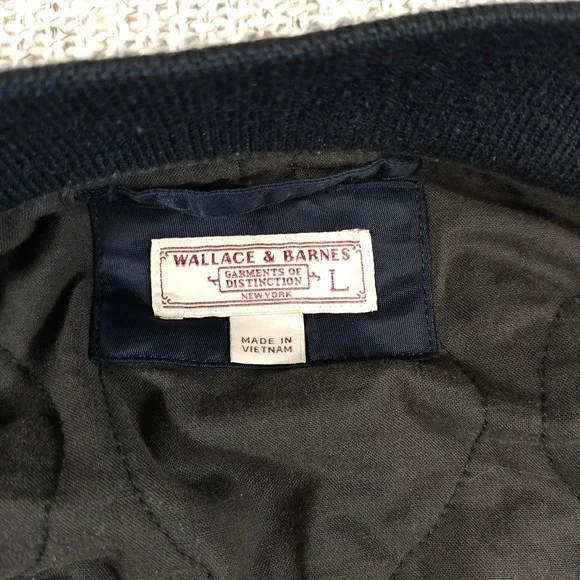 WALLACE & BARNES
GARMENTS OF
DISTINCTION
NEW YORK
L
MADE IN
VIETNAM